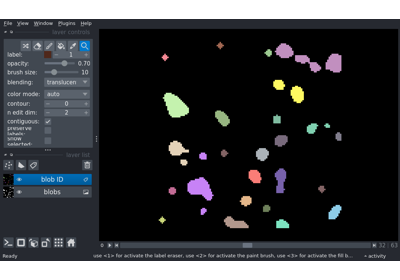 File View Window Plugins Help
layer controls
label: 1
opacity: 0.70
brush size: 10
blending: translucen
color mode: auto
contour: 0
n edit dim: 2
contiguous: ✓
preserve
labels:
show
selected:
layer list
blob ID
blobs
32 63
Ready use <1> for activate the label eraser, use <2> for activate the paint brush, use <3> for activate the fill b... activity